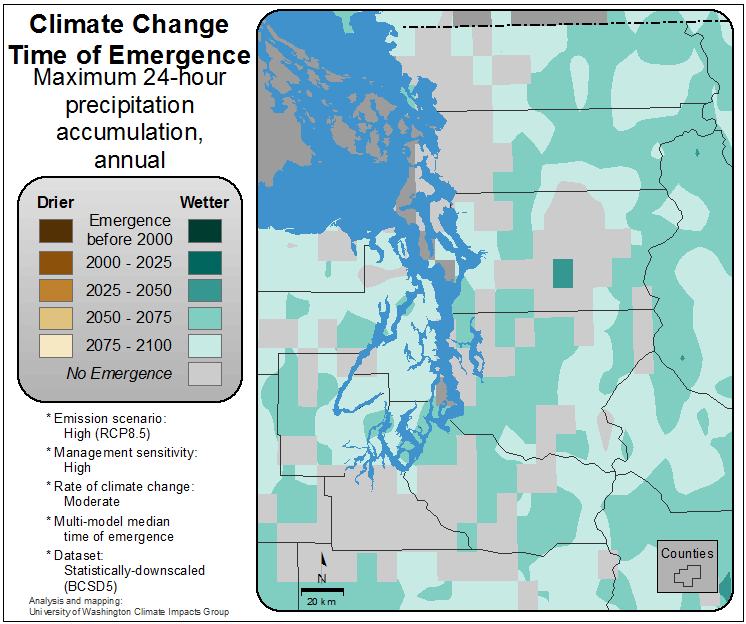 Climate Change
Time of Emergence
Maximum 24-hour
precipitation
accumulation,
annual
Drier Wetter
Emergence
before 2000
2000 - 2025
2025 - 2050
2050 - 2075
2075 - 2100
No Emergence
* Emission scenario:
High (RCP8.5)
* Management sensitivity:
High
* Rate of climate change:
Moderate
* Multi-model median
time of emergence
* Dataset:
Statistically-downscaled
(BCSD5)
Analysis and mapping:
University of Washington Climate Impacts Group
N
20 km
Counties